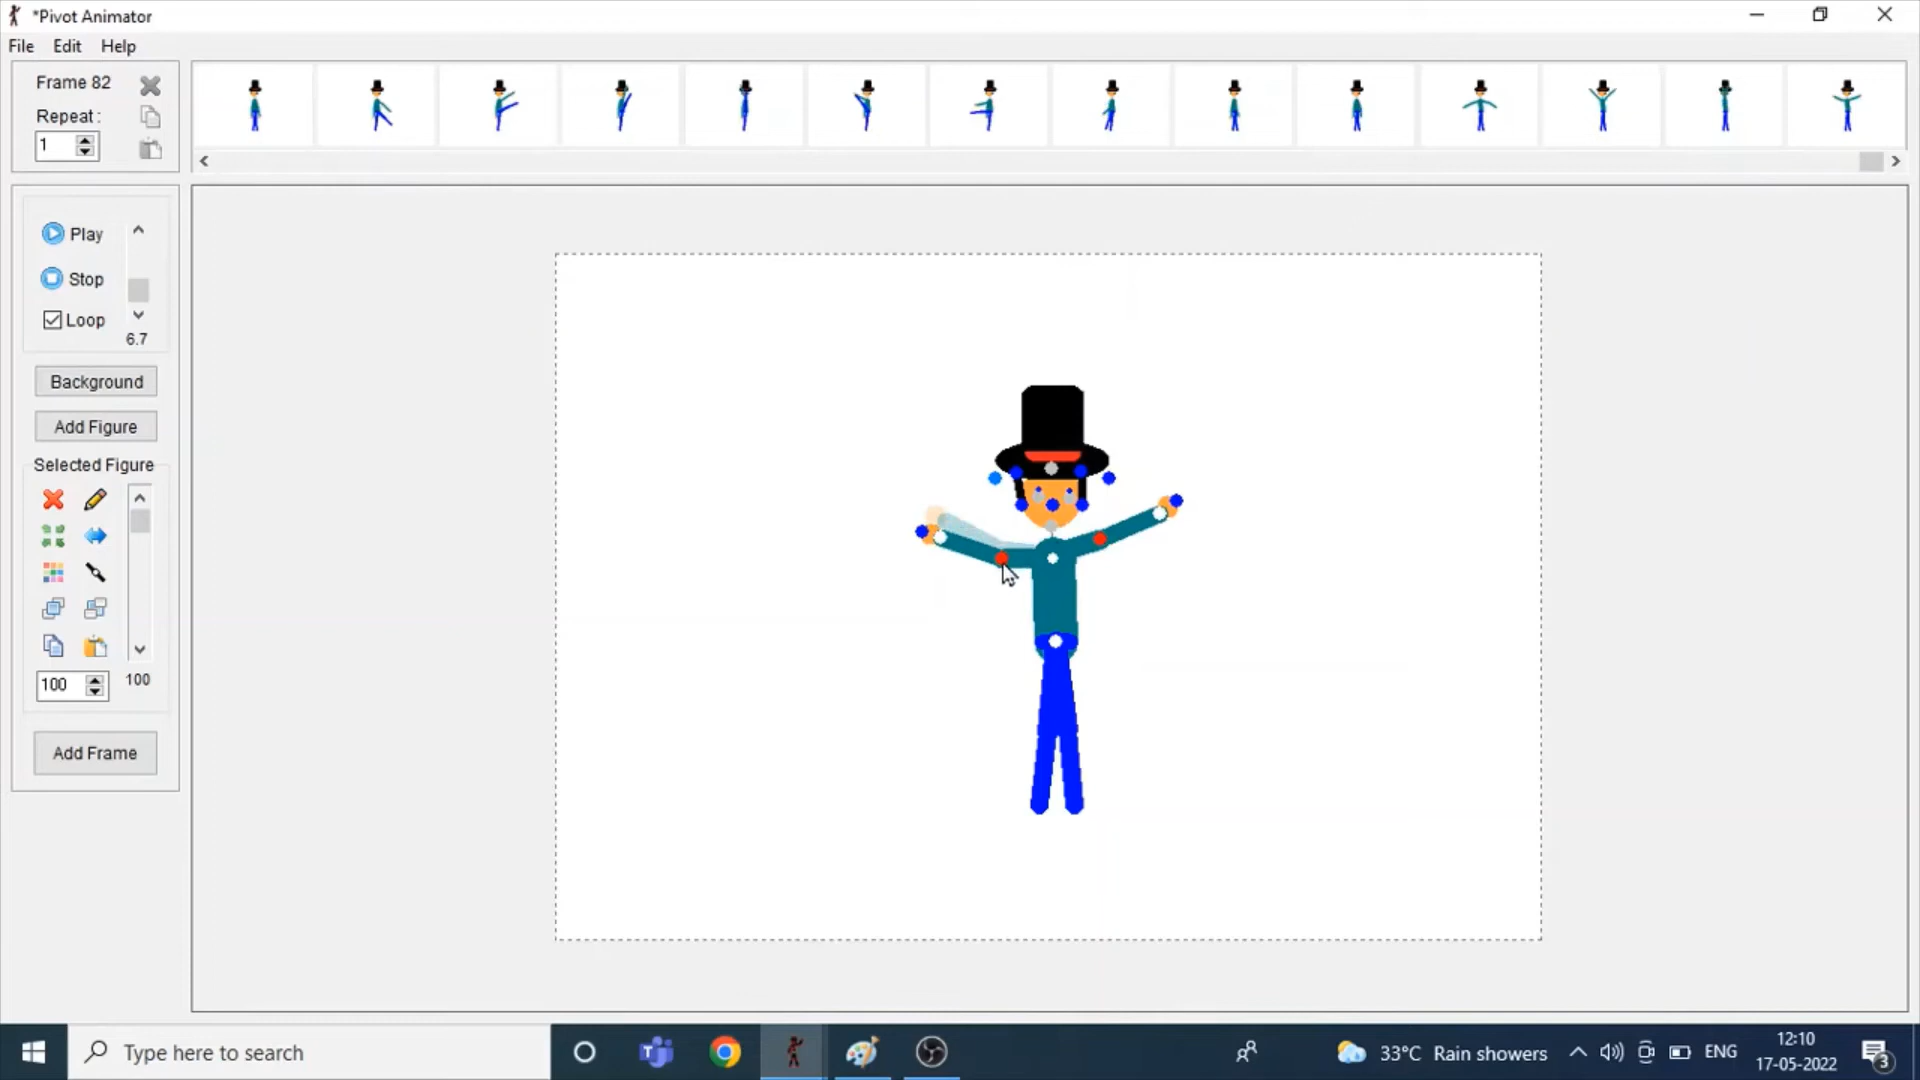 *Pivot Animator
File Edit Help
Frame 82
Repeat:
1
Play
Stop
Loop
6.7
Background
Add Figure
Selected Figure
100 100
Add Frame
Type here to search
33°C Rain showers
ENG
12:10
17-05-2022
3